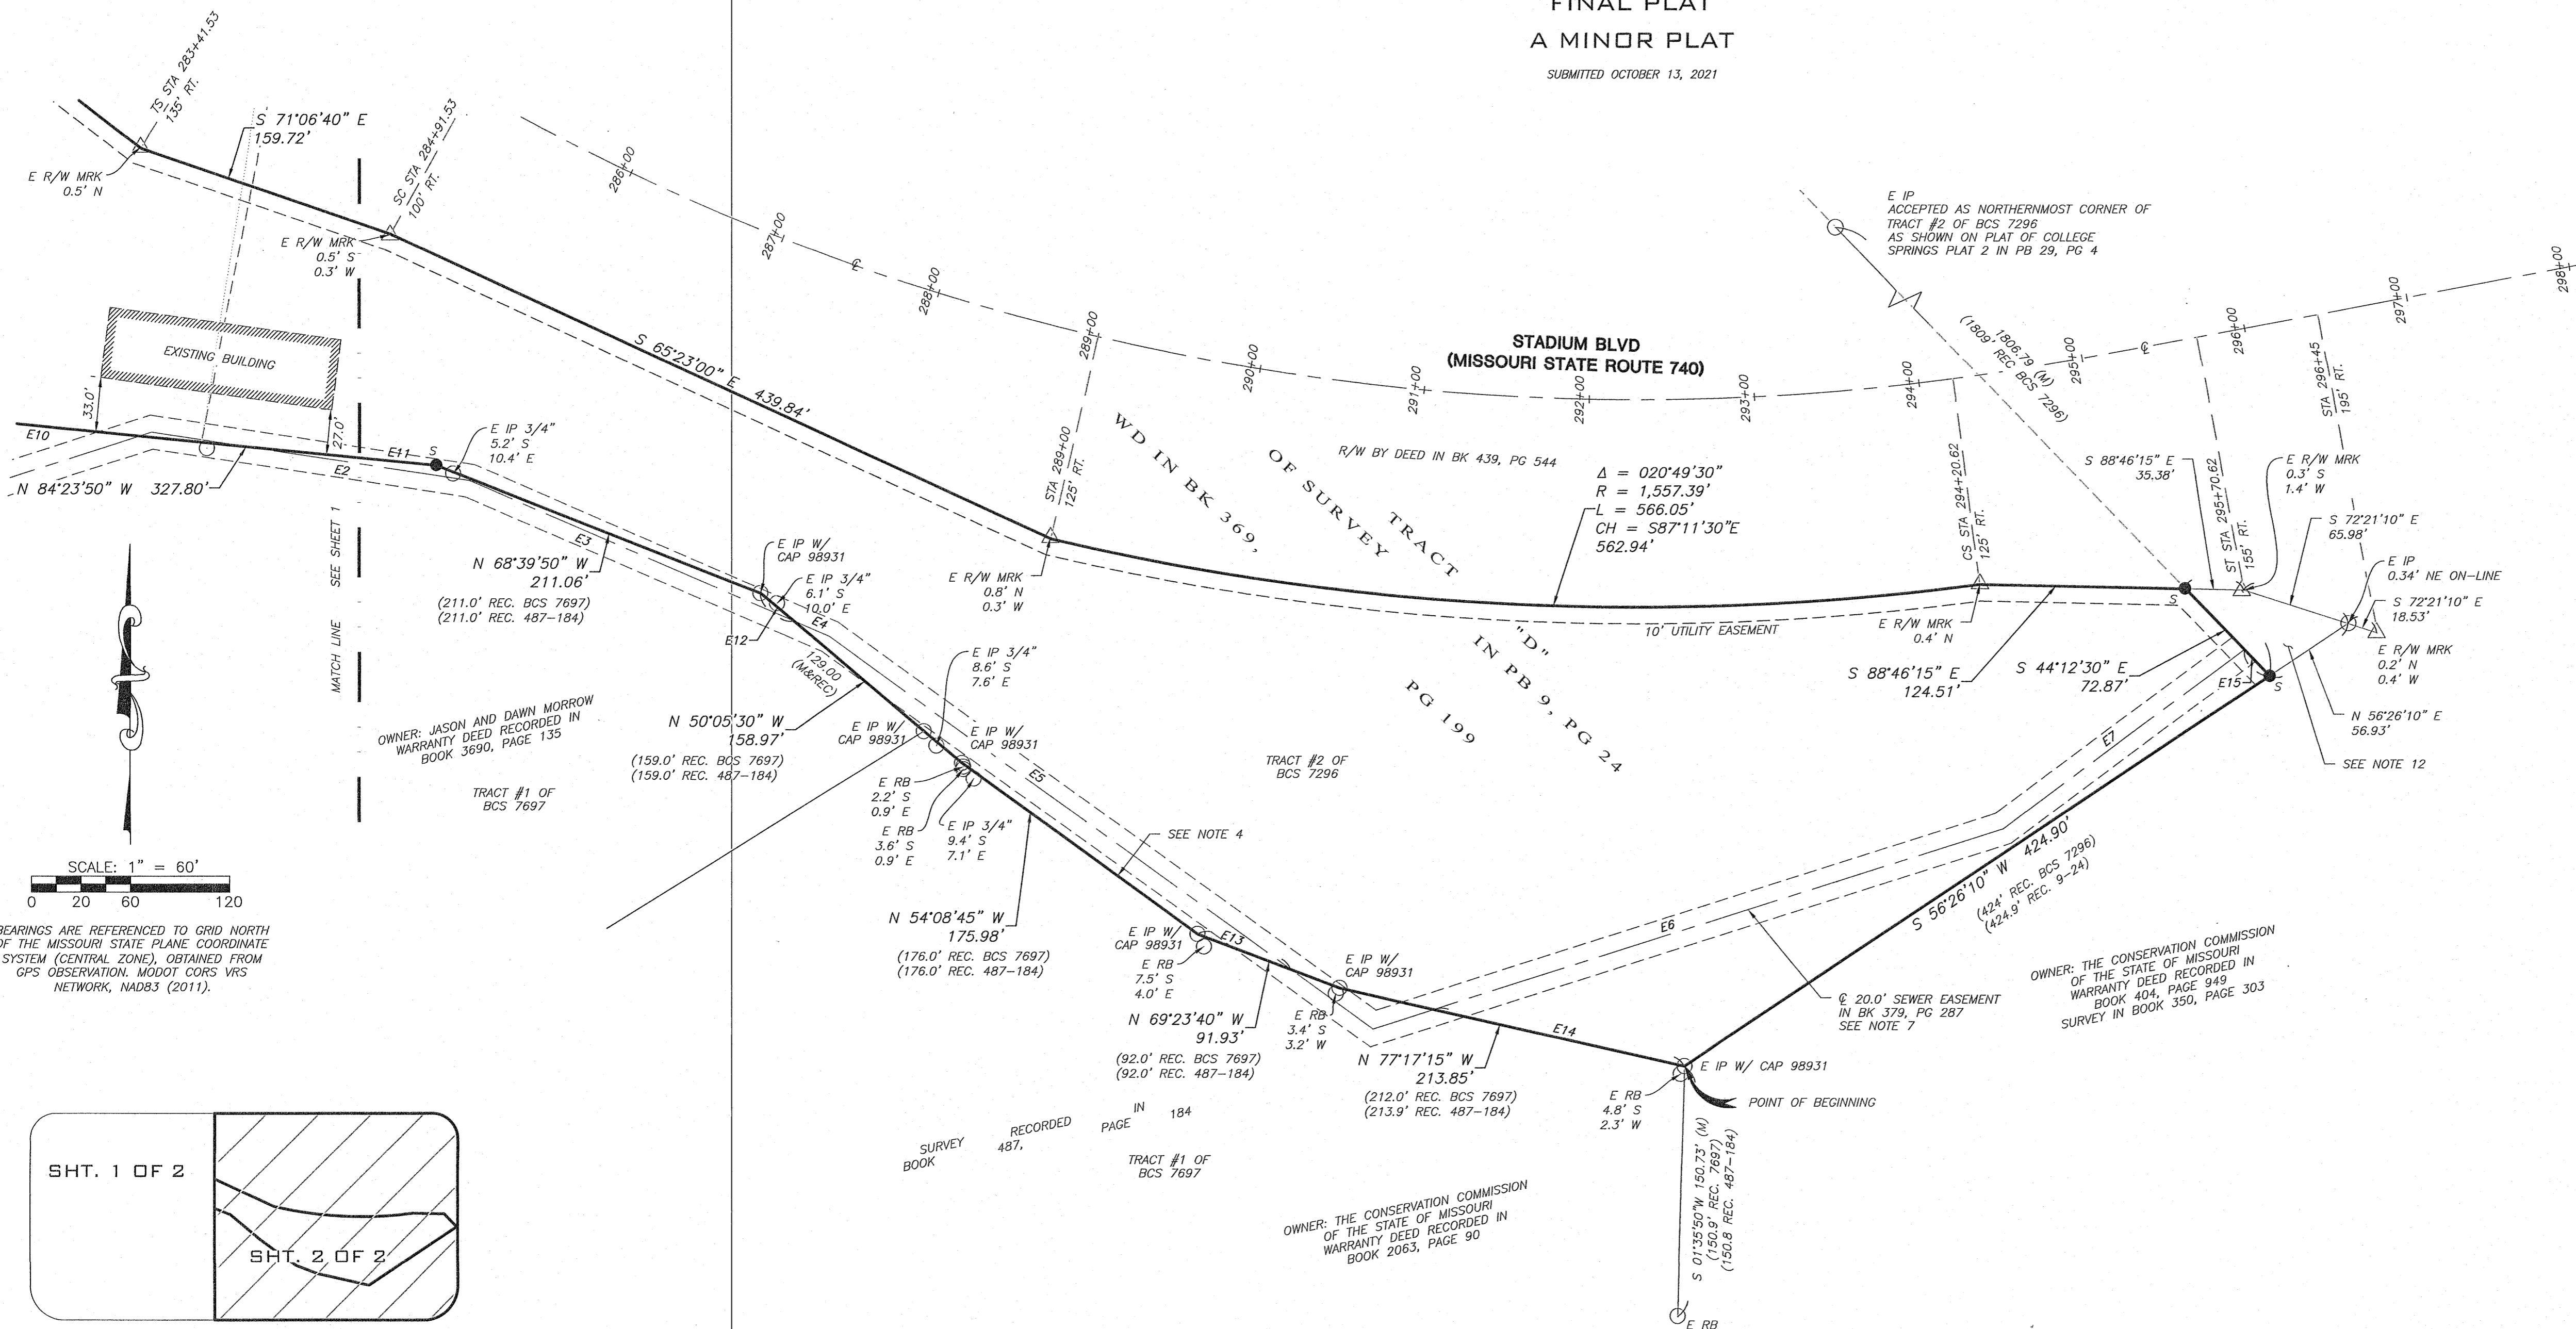 FINAL PLAT
A MINOR PLAT
SUBMITTED OCTOBER 13, 2021
TS STA 283+41.53
135' RT.
S 71°06'40" E
159.72'
E R/W MRK
0.5' N
SC STA 284+91.53
100' RT.
E R/W MRK
0.5' S
0.3' W
286+00
287+00
℄
288+00
289+00
290+00
291+00
292+00
293+00
294+00
295+00
℄
296+00
297+00
298+00
STADIUM BLVD
(MISSOURI STATE ROUTE 740)
E IP
ACCEPTED AS NORTHERNMOST CORNER OF
TRACT #2 OF BCS 7296
AS SHOWN ON PLAT OF COLLEGE
SPRINGS PLAT 2 IN PB 29, PG 4
1806.79 (M)
(1809' REC, BCS 7296)
EXISTING BUILDING
33.0'
27.0'
E10
E11
S
E2
N 84°23'50" W 327.80'
E IP 3/4"
5.2' S
10.4' E
S 65°23'00" E 439.84'
STA 289+00
125' RT.
E R/W MRK
0.8' N
0.3' W
WD IN BK 369,
PG 199
OF SURVEY
IN PB 9, PG 24
TRACT
"D"
R/W BY DEED IN BK 439, PG 544
Δ = 020°49'30"
R = 1,557.39'
L = 566.05'
CH = S87°11'30"E
562.94'
10' UTILITY EASEMENT
CS STA 294+20.62
125' RT.
E R/W MRK
0.4' N
S 88°46'15" E
124.51'
S 88°46'15" E
35.38'
ST STA 295+70.62
155' RT.
E R/W MRK
0.3' S
1.4' W
STA 296+45
195' RT.
S 72°21'10" E
65.98'
E IP
0.34' NE ON-LINE
S 72°21'10" E
18.53'
E R/W MRK
0.2' N
0.4' W
S
S 44°12'30" E
72.87'
E15
S
N 56°26'10" E
56.93'
SEE NOTE 12
MATCH LINE SEE SHEET 1
E3
N 68°39'50" W
211.06'
(211.0' REC. BCS 7697)
(211.0' REC. 487-184)
E IP W/
CAP 98931
E IP 3/4"
6.1' S
10.0' E
E12
E4
129.00
(M&REC)
E IP 3/4"
8.6' S
7.6' E
N 50°05'30" W
158.97'
(159.0' REC. BCS 7697)
(159.0' REC. 487-184)
E IP W/
CAP 98931
E IP W/
CAP 98931
E RB
2.2' S
0.9' E
E RB
3.6' S
0.9' E
E IP 3/4"
9.4' S
7.1' E
OWNER: JASON AND DAWN MORROW
WARRANTY DEED RECORDED IN
BOOK 3690, PAGE 135
TRACT #1 OF
BCS 7697
E5
TRACT #2 OF
BCS 7296
SEE NOTE 4
E7
SCALE: 1" = 60'
0 20 60 120
BEARINGS ARE REFERENCED TO GRID NORTH
OF THE MISSOURI STATE PLANE COORDINATE
SYSTEM (CENTRAL ZONE), OBTAINED FROM
GPS OBSERVATION. MODOT CORS VRS
NETWORK, NAD83 (2011).
N 54°08'45" W
175.98'
(176.0' REC. BCS 7697)
(176.0' REC. 487-184)
E IP W/
CAP 98931
E13
E RB
7.5' S
4.0' E
E IP W/
CAP 98931
E RB
3.4' S
3.2' W
N 69°23'40" W
91.93'
(92.0' REC. BCS 7697)
(92.0' REC. 487-184)
E6
S 56°26'10" W 424.90'
(424' REC. BCS 7296)
(424.9' REC. 9-24)
℄ 20.0' SEWER EASEMENT
IN BK 379, PG 287
SEE NOTE 7
OWNER: THE CONSERVATION COMMISSION
OF THE STATE OF MISSOURI
WARRANTY DEED RECORDED IN
BOOK 404, PAGE 949
SURVEY IN BOOK 350, PAGE 303
E14
N 77°17'15" W
213.85'
(212.0' REC. BCS 7697)
(213.9' REC. 487-184)
E IP W/ CAP 98931
E RB
4.8' S
2.3' W
POINT OF BEGINNING
S 01°35'50"W 150.73' (M)
(150.9' REC. 7697)
(150.8 REC. 487-184)
E RB
SURVEY RECORDED IN
BOOK 487, PAGE 184
TRACT #1 OF
BCS 7697
OWNER: THE CONSERVATION COMMISSION
OF THE STATE OF MISSOURI
WARRANTY DEED RECORDED IN
BOOK 2063, PAGE 90
SHT. 1 OF 2
SHT. 2 OF 2